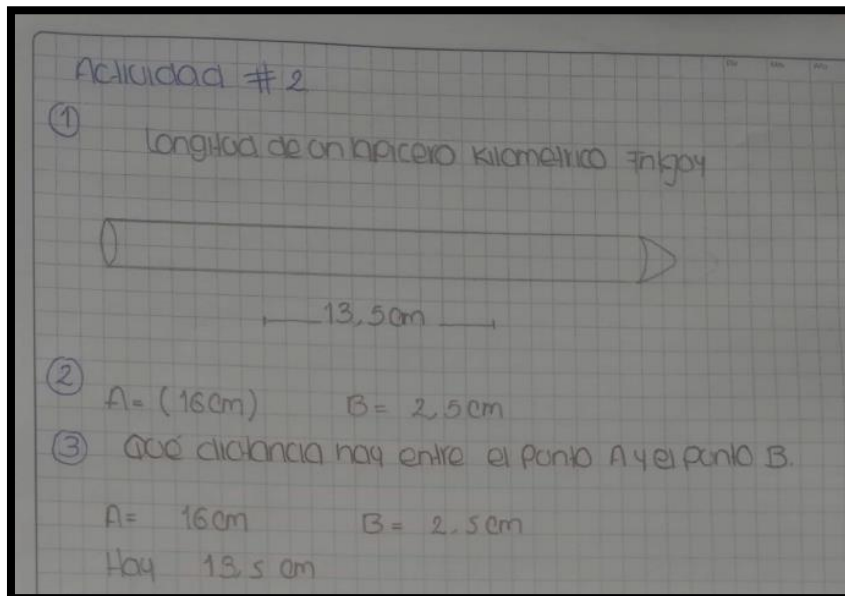 Actividad # 2
①
Longitud de un lapicero kilometrico Inkjoy
13,5cm
②
A= (16cm) B= 2,5cm
③ Qué distancia hay entre el punto A y el punto B.
A= 16cm B= 2.5cm
Hay 13,5 cm